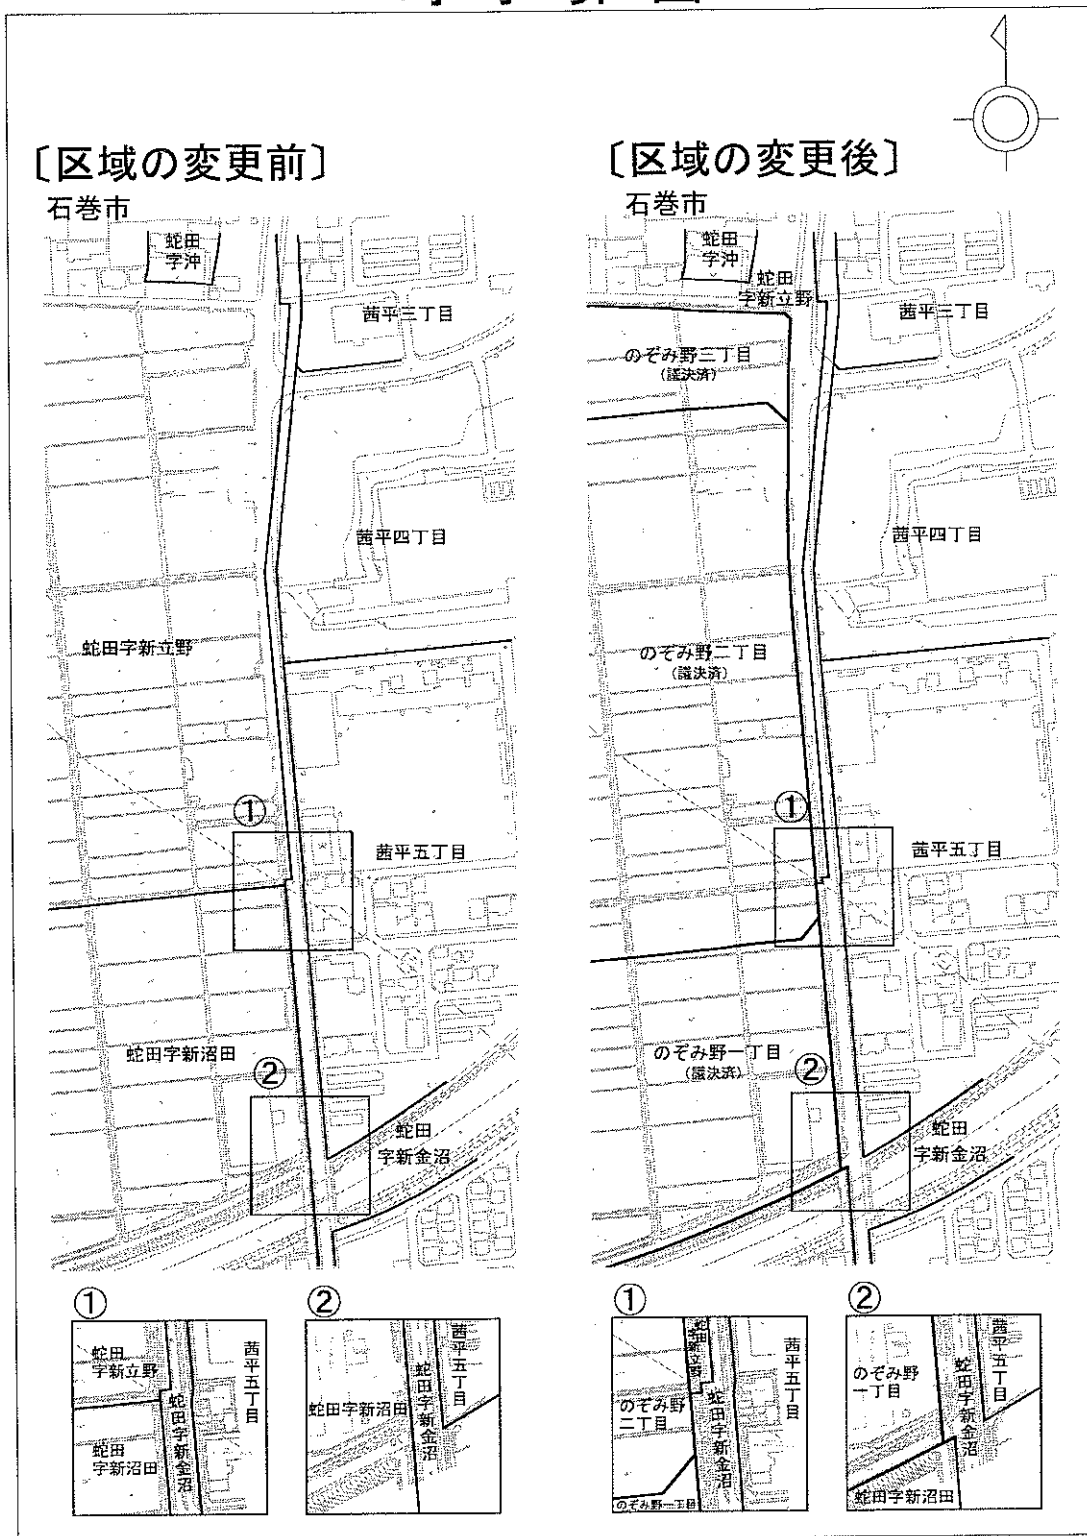 〔区域の変更前〕
石巻市
蛇田
字沖
茜平三丁目
茜平四丁目
蛇田字新立野
①
茜平五丁目
蛇田字新沼田
②
蛇田
字新金沼
①
蛇田
字新立野
茜平五丁目
蛇田字新金沼
蛇田
字新沼田
②
茜平五丁目
蛇田字新金沼
蛇田字新沼田
〔区域の変更後〕
石巻市
蛇田
字沖
蛇田
字新立野
茜平三丁目
のぞみ野三丁目
(議決済)
茜平四丁目
のぞみ野二丁目
(議決済)
①
茜平五丁目
のぞみ野一丁目
(議決済)
②
蛇田
字新金沼
①
蛇田
字新立野
茜平五丁目
のぞみ野
二丁目
蛇田字新金沼
のぞみ野一丁目
②
茜平五丁目
のぞみ野
一丁目
蛇田字新金沼
蛇田字新沼田